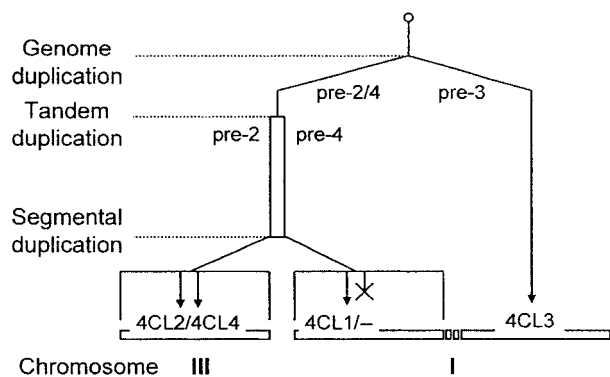 Genome
duplication
pre-2/4
pre-3
Tandem
duplication
pre-2
pre-4
Segmental
duplication
4CL2/4CL4
4CL1/–
4CL3
Chromosome III I